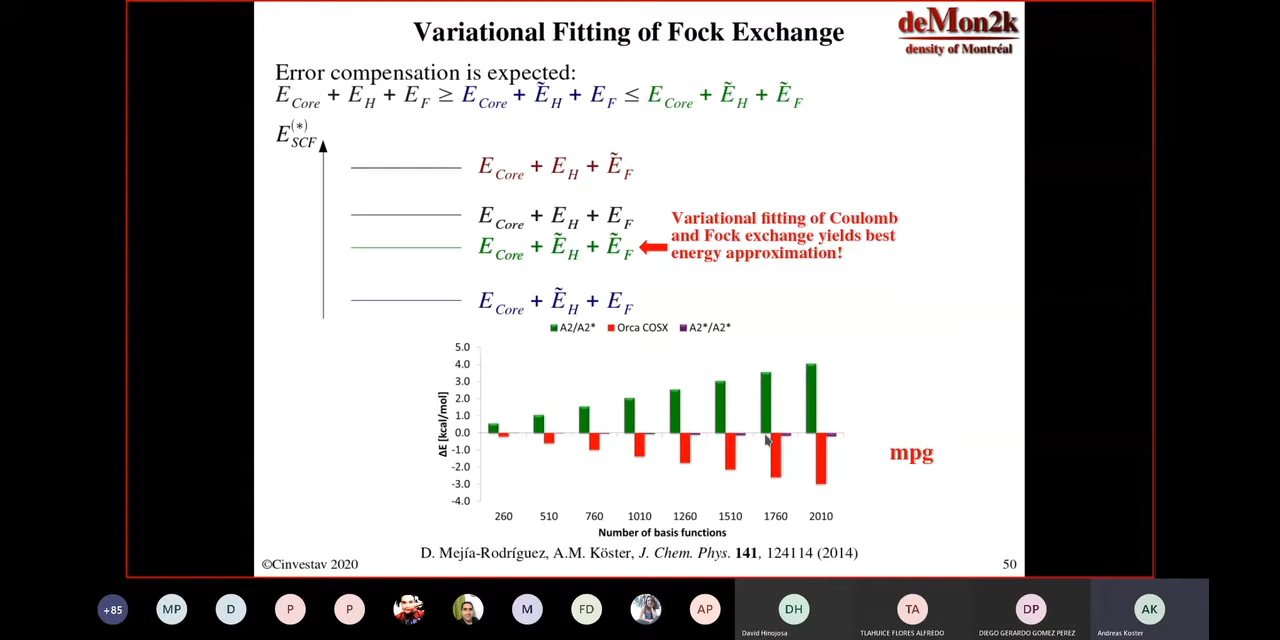 Variational Fitting of Fock Exchange
deMon2k
density of Montréal
Error compensation is expected:
E_Core + E_H + E_F ≥ E_Core + Ẽ_H + E_F ≤ E_Core + Ẽ_H + Ẽ_F
E_SCF^(*)
E_Core + E_H + Ẽ_F
E_Core + E_H + E_F
E_Core + Ẽ_H + Ẽ_F
E_Core + Ẽ_H + E_F
Variational fitting of Coulomb
and Fock exchange yields best
energy approximation!
A2/A2* Orca COSX A2*/A2*
5.0
4.0
3.0
2.0
1.0
0.0
-1.0
-2.0
-3.0
-4.0
ΔE [kcal/mol]
260 510 760 1010 1260 1510 1760 2010
Number of basis functions
mpg
D. Mejía-Rodríguez, A.M. Köster, J. Chem. Phys. 141, 124114 (2014)
©Cinvestav 2020
50
+85 MP D P P M FD AP DH TA DP AK
David Hinojosa TLAHUICE FLORES ALFREDO DIEGO GERARDO GOMEZ PEREZ Andreas Koster